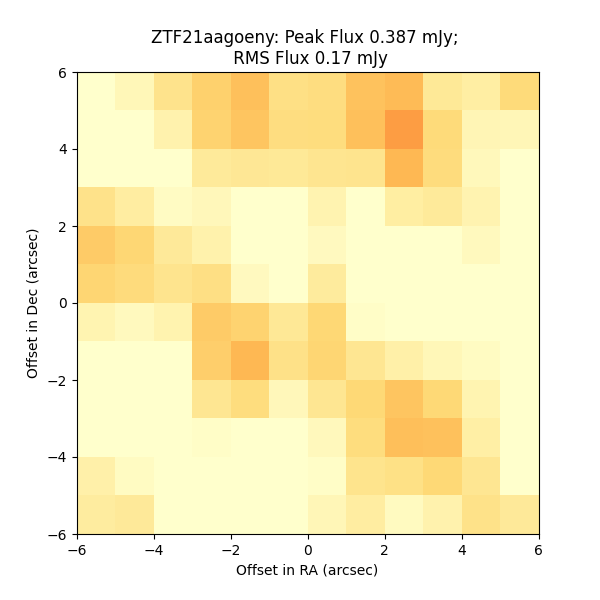 ZTF21aagoeny: Peak Flux 0.387 mJy;
RMS Flux 0.17 mJy
6
4
2
0
−2
−4
−6
Offset in Dec (arcsec)
−6 −4 −2 0 2 4 6
Offset in RA (arcsec)